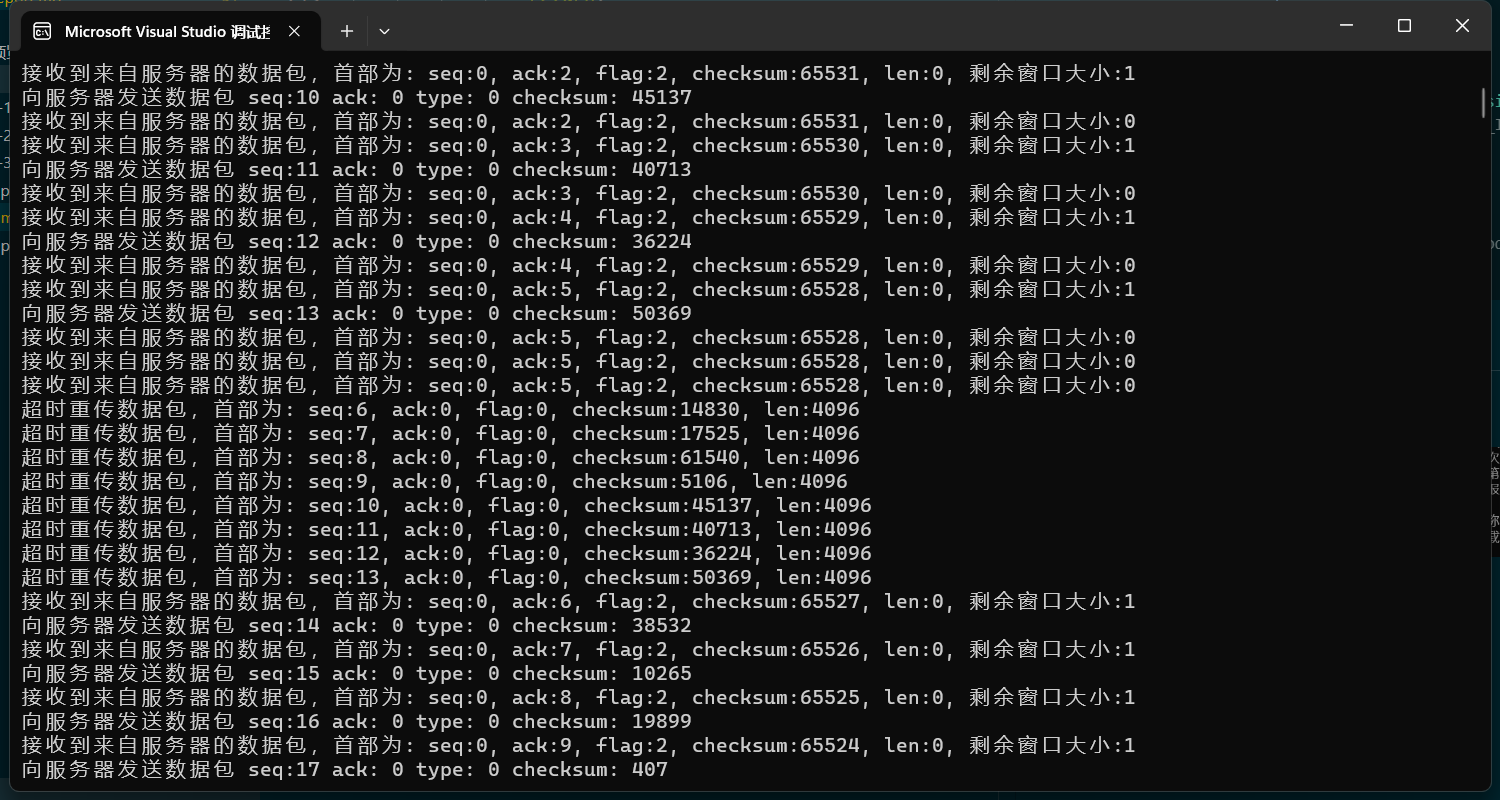 Microsoft Visual Studio 调试控
接收到来自服务器的数据包，首部为：seq:0, ack:2, flag:2, checksum:65531, len:0, 剩余窗口大小:1
向服务器发送数据包 seq:10 ack: 0 type: 0 checksum: 45137
接收到来自服务器的数据包，首部为：seq:0, ack:2, flag:2, checksum:65531, len:0, 剩余窗口大小:0
接收到来自服务器的数据包，首部为：seq:0, ack:3, flag:2, checksum:65530, len:0, 剩余窗口大小:1
向服务器发送数据包 seq:11 ack: 0 type: 0 checksum: 40713
接收到来自服务器的数据包，首部为：seq:0, ack:3, flag:2, checksum:65530, len:0, 剩余窗口大小:0
接收到来自服务器的数据包，首部为：seq:0, ack:4, flag:2, checksum:65529, len:0, 剩余窗口大小:1
向服务器发送数据包 seq:12 ack: 0 type: 0 checksum: 36224
接收到来自服务器的数据包，首部为：seq:0, ack:4, flag:2, checksum:65529, len:0, 剩余窗口大小:0
接收到来自服务器的数据包，首部为：seq:0, ack:5, flag:2, checksum:65528, len:0, 剩余窗口大小:1
向服务器发送数据包 seq:13 ack: 0 type: 0 checksum: 50369
接收到来自服务器的数据包，首部为：seq:0, ack:5, flag:2, checksum:65528, len:0, 剩余窗口大小:0
接收到来自服务器的数据包，首部为：seq:0, ack:5, flag:2, checksum:65528, len:0, 剩余窗口大小:0
接收到来自服务器的数据包，首部为：seq:0, ack:5, flag:2, checksum:65528, len:0, 剩余窗口大小:0
超时重传数据包，首部为：seq:6, ack:0, flag:0, checksum:14830, len:4096
超时重传数据包，首部为：seq:7, ack:0, flag:0, checksum:17525, len:4096
超时重传数据包，首部为：seq:8, ack:0, flag:0, checksum:61540, len:4096
超时重传数据包，首部为：seq:9, ack:0, flag:0, checksum:5106, len:4096
超时重传数据包，首部为：seq:10, ack:0, flag:0, checksum:45137, len:4096
超时重传数据包，首部为：seq:11, ack:0, flag:0, checksum:40713, len:4096
超时重传数据包，首部为：seq:12, ack:0, flag:0, checksum:36224, len:4096
超时重传数据包，首部为：seq:13, ack:0, flag:0, checksum:50369, len:4096
接收到来自服务器的数据包，首部为：seq:0, ack:6, flag:2, checksum:65527, len:0, 剩余窗口大小:1
向服务器发送数据包 seq:14 ack: 0 type: 0 checksum: 38532
接收到来自服务器的数据包，首部为：seq:0, ack:7, flag:2, checksum:65526, len:0, 剩余窗口大小:1
向服务器发送数据包 seq:15 ack: 0 type: 0 checksum: 10265
接收到来自服务器的数据包，首部为：seq:0, ack:8, flag:2, checksum:65525, len:0, 剩余窗口大小:1
向服务器发送数据包 seq:16 ack: 0 type: 0 checksum: 19899
接收到来自服务器的数据包，首部为：seq:0, ack:9, flag:2, checksum:65524, len:0, 剩余窗口大小:1
向服务器发送数据包 seq:17 ack: 0 type: 0 checksum: 407